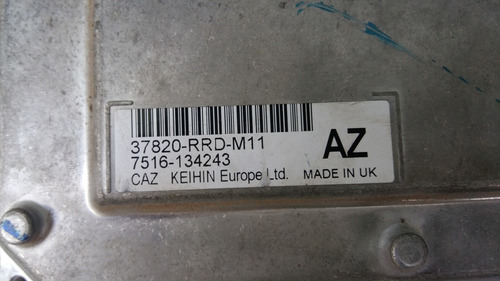 37820-RRD-M11
7516-134243
AZ
CAZ KEIHIN Europe Ltd. MADE IN UK